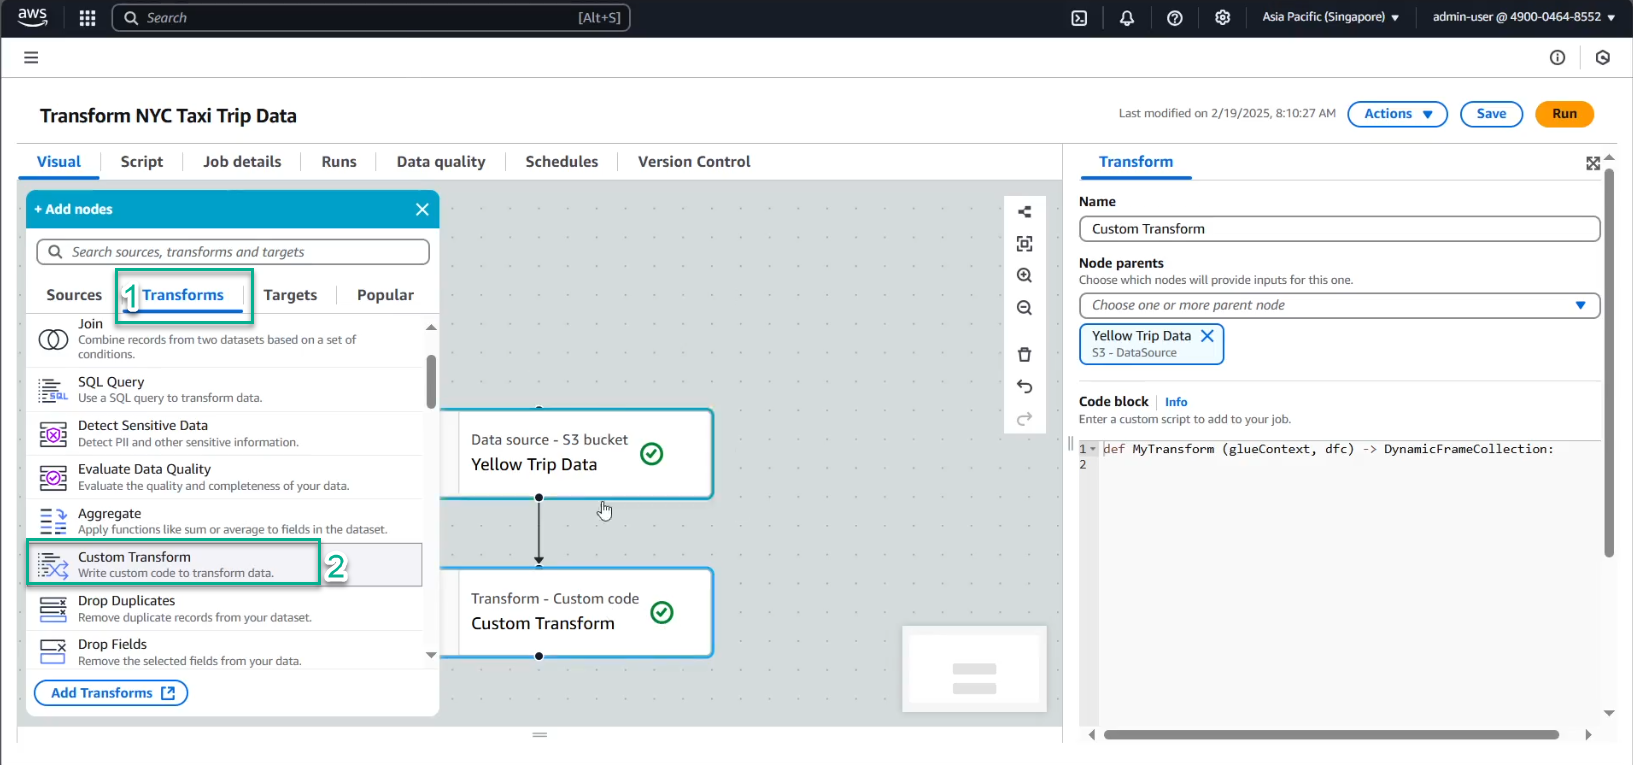 aws
Search
[Alt+S]
Asia Pacific (Singapore)
admin-user @ 4900-0464-8552
Transform NYC Taxi Trip Data
Last modified on 2/19/2025, 8:10:27 AM
Actions
Save
Run
Visual
Script
Job details
Runs
Data quality
Schedules
Version Control
+ Add nodes
Search sources, transforms and targets
Sources
1
Transforms
Targets
Popular
Join
Combine records from two datasets based on a set of
conditions.
SQL Query
Use a SQL query to transform data.
SQL
Detect Sensitive Data
Detect PII and other sensitive information.
Evaluate Data Quality
Evaluate the quality and completeness of your data.
Aggregate
Apply functions like sum or average to fields in the dataset.
Custom Transform
Write custom code to transform data.
2
Drop Duplicates
Remove duplicate records from your dataset.
Drop Fields
Remove the selected fields from your data.
Add Transforms
Data source - S3 bucket
Yellow Trip Data
Transform - Custom code
Custom Transform
Transform
Name
Custom Transform
Node parents
Choose which nodes will provide inputs for this one.
Choose one or more parent node
Yellow Trip Data
S3 - DataSource
Code block
Info
Enter a custom script to add to your job.
1 def MyTransform (glueContext, dfc) -> DynamicFrameCollection:
2